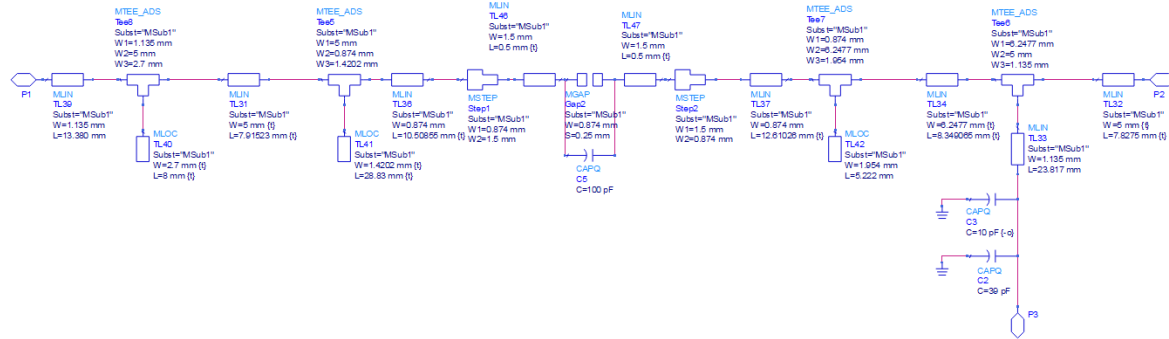 MTEE_ADS
Tee8
Subst="MSub1"
W1=1.135 mm
W2=5 mm
W3=2.7 mm
MTEE_ADS
Tee5
Subst="MSub1"
W1=5 mm
W2=0.874 mm
W3=1.4202 mm
MLIN
TL46
Subst="MSub1"
W=1.5 mm
L=0.5 mm {t}
MLIN
TL47
Subst="MSub1"
W=1.5 mm
L=0.5 mm {t}
MTEE_ADS
Tee7
Subst="MSub1"
W1=0.874 mm
W2=6.2477 mm
W3=1.954 mm
MTEE_ADS
Tee6
Subst="MSub1"
W1=6.2477 mm
W2=5 mm
W3=1.135 mm
P1
MLIN
TL39
Subst="MSub1"
W=1.135 mm
L=13.380 mm {t}
MLOC
TL40
Subst="MSub1"
W=2.7 mm {t}
L=8 mm {t}
MLIN
TL31
Subst="MSub1"
W=5 mm {t}
L=7.91523 mm {t}
MLOC
TL41
Subst="MSub1"
W=1.4202 mm {t}
L=28.83 mm {t}
MLIN
TL36
Subst="MSub1"
W=0.874 mm
L=10.50855 mm {t}
MSTEP
Step1
Subst="MSub1"
W1=0.874 mm
W2=1.5 mm
MGAP
Gap2
Subst="MSub1"
W=0.874 mm
S=0.25 mm
CAPQ
C5
C=100 pF
MSTEP
Step2
Subst="MSub1"
W1=1.5 mm
W2=0.874 mm
MLIN
TL37
Subst="MSub1"
W=0.874 mm
L=12.61026 mm {t}
MLOC
TL42
Subst="MSub1"
W=1.954 mm
L=5.222 mm
MLIN
TL34
Subst="MSub1"
W=6.2477 mm {t}
L=8.349065 mm {t}
MLIN
TL33
Subst="MSub1"
W=1.135 mm
L=23.817 mm
MLIN
TL32
Subst="MSub1"
W=5 mm {t}
L=7.8275 mm {t}
P2
CAPQ
C3
C=10 pF {-o}
CAPQ
C2
C=39 pF
P3